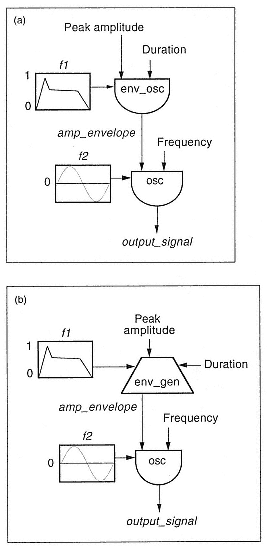 (a)
Peak amplitude
Duration
f1
1
0
env_osc
amp_envelope
Frequency
f2
0
osc
output_signal
(b)
Peak
amplitude
f1
1
0
Duration
env_gen
amp_envelope
Frequency
f2
0
osc
output_signal